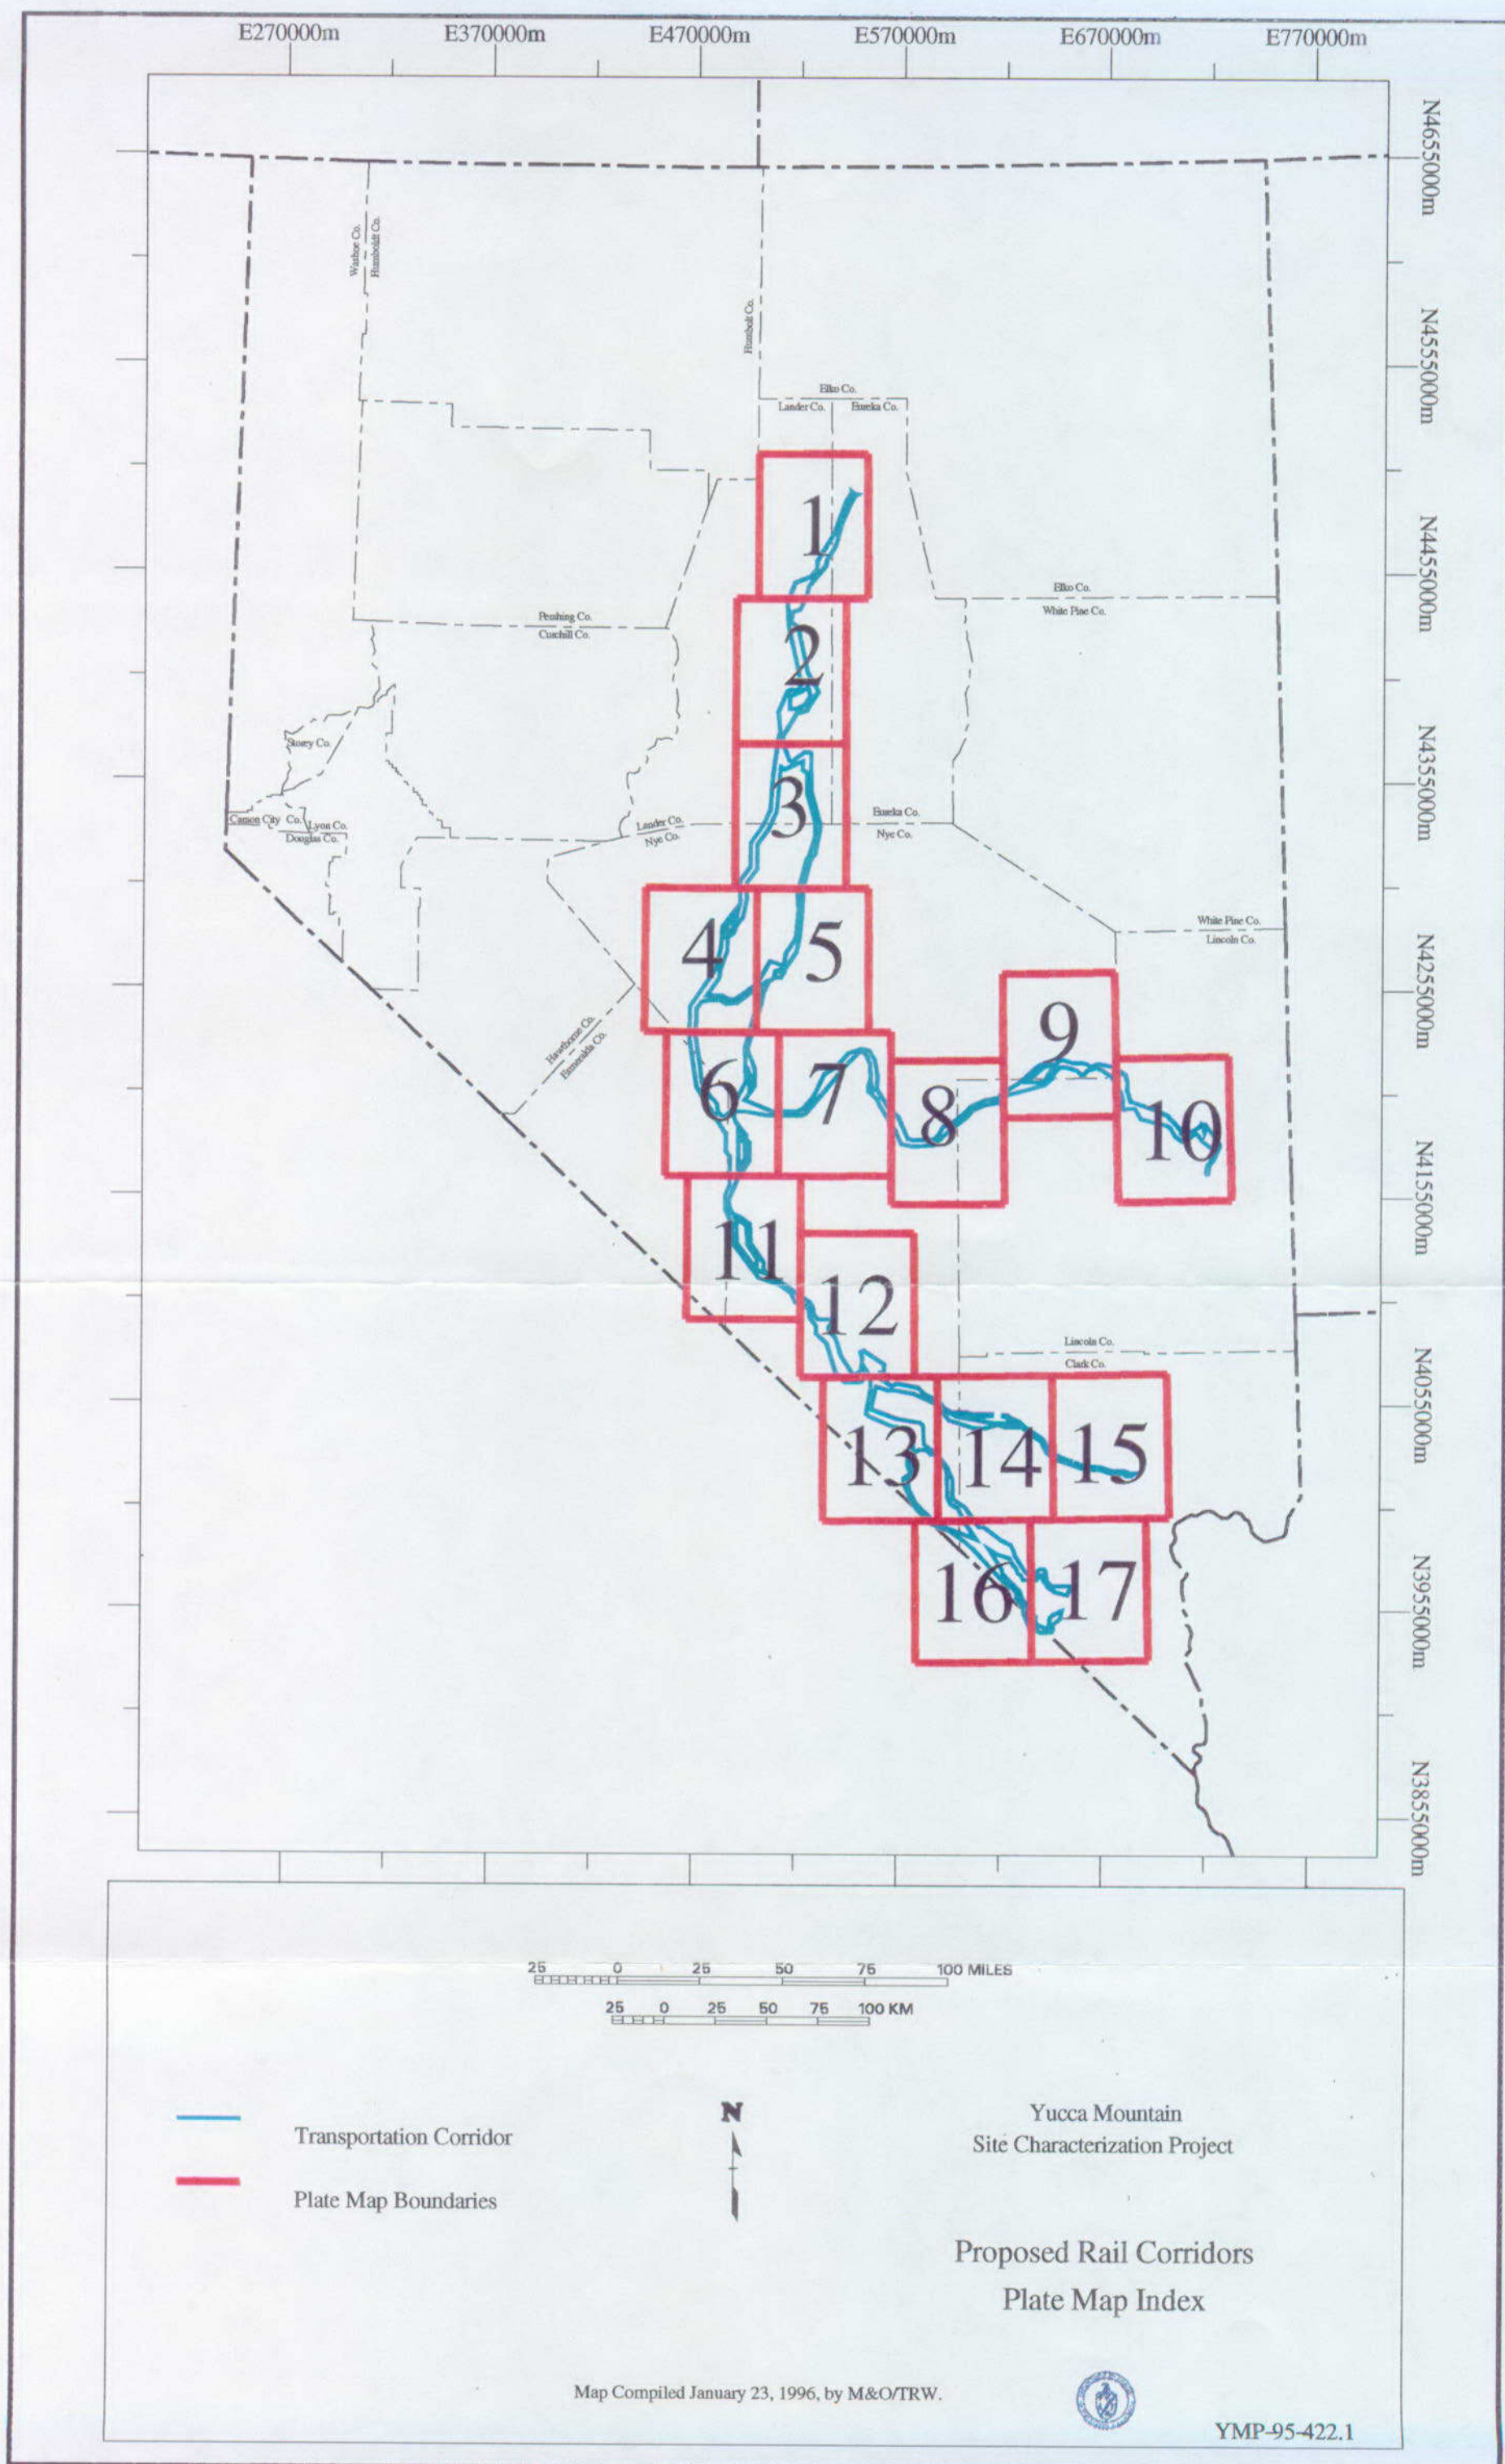 E270000m E370000m E470000m E570000m E670000m E770000m
N4655000m
Washoe Co.
Humboldt Co.
Humbolt Co.
N4555000m
Elko Co.
Lander Co. Eureka Co.
1
N4455000m
Elko Co.
White Pine Co.
Pershing Co.
Curchill Co.
2
Storey Co.
N4355000m
3
Carson City Co. Lyon Co.
Douglas Co.
Lander Co.
Nye Co.
Eureka Co.
Nye Co.
White Pine Co.
Lincoln Co.
4 5
N4255000m
9
Hawthorne Co.
Esmeralda Co.
6 7 8 10
N4155000m
11 12
Lincoln Co.
Clark Co.
N4055000m
13 14 15
16 17
N3955000m
N3855000m
25 0 25 50 75 100 MILES
25 0 25 50 75 100 KM
N
Transportation Corridor
Plate Map Boundaries
Yucca Mountain
Site Characterization Project
Proposed Rail Corridors
Plate Map Index
Map Compiled January 23, 1996, by M&O/TRW.
YMP-95-422.1